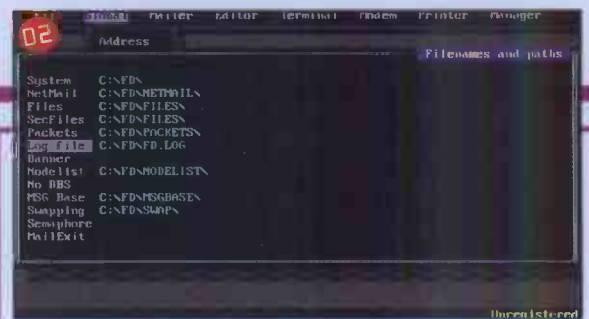 Global Mailer Editor Terminal Modem Printer Manager
02
Address
Filenames and paths
System C:\FD\
NetMail C:\FD\NETMAIL\
Files C:\FD\FILES\
SecFiles C:\FD\FILES\
Packets C:\FD\PACKETS\
Log file C:\FD\FD.LOG
Banner
Nodelist C:\FD\NODELIST\
No BBS
MSG Base C:\FD\MSGBASE\
Swapping C:\FD\SWAP\
Semaphore
MailExit
Unregistered